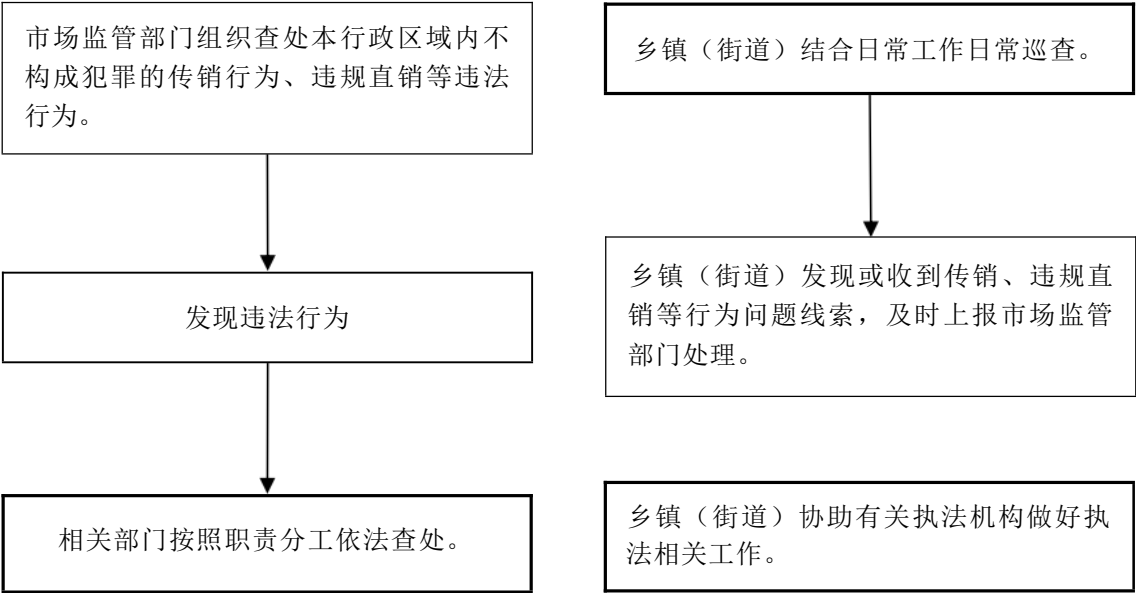 市场监管部门组织查处本行政区域内不
构成犯罪的传销行为、违规直销等违法
行为。
发现违法行为
相关部门按照职责分工依法查处。
乡镇（街道）结合日常工作日常巡查。
乡镇（街道）发现或收到传销、违规直
销等行为问题线索，及时上报市场监管
部门处理。
乡镇（街道）协助有关执法机构做好执
法相关工作。